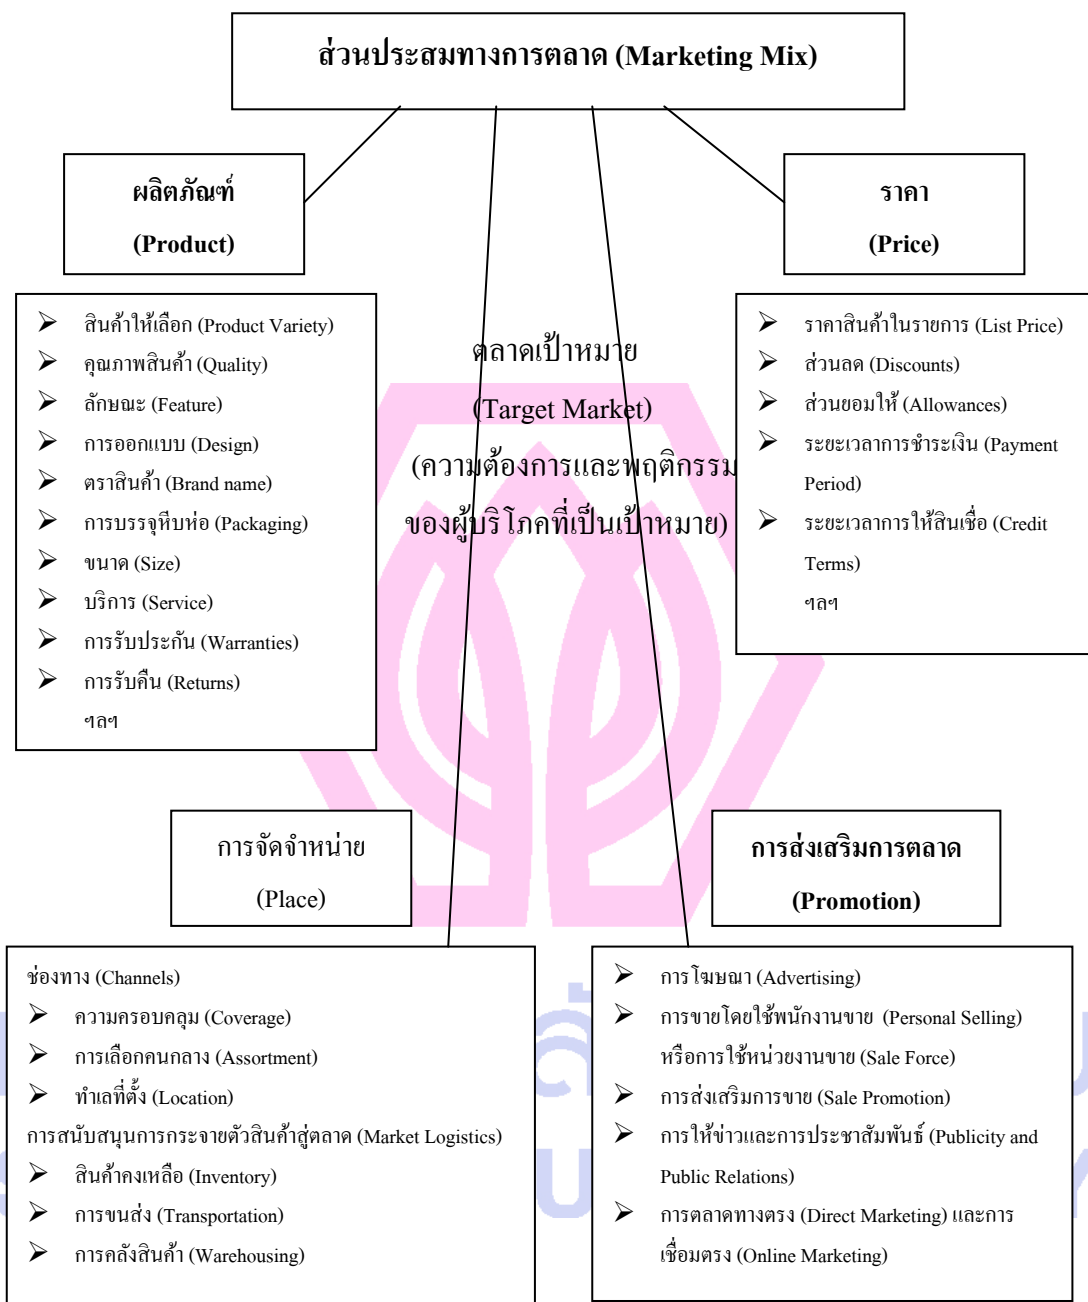 ส่วนประสมทางการตลาด (Marketing Mix)
ผลิตภัณฑ์
(Product)
ราคา
(Price)
➢ สินค้าให้เลือก (Product Variety)
➢ คุณภาพสินค้า (Quality)
➢ ลักษณะ (Feature)
➢ การออกแบบ (Design)
➢ ตราสินค้า (Brand name)
➢ การบรรจุหีบห่อ (Packaging)
➢ ขนาด (Size)
➢ บริการ (Service)
➢ การรับประกัน (Warranties)
➢ การรับคืน (Returns)
ฯลฯ
ตลาดเป้าหมาย
(Target Market)
(ความต้องการและพฤติกรรม
ของผู้บริโภคที่เป็นเป้าหมาย)
➢ ราคาสินค้าในรายการ (List Price)
➢ ส่วนลด (Discounts)
➢ ส่วนยอมให้ (Allowances)
➢ ระยะเวลาการชำระเงิน (Payment
Period)
➢ ระยะเวลาการให้สินเชื่อ (Credit
Terms)
ฯลฯ
การจัดจำหน่าย
(Place)
การส่งเสริมการตลาด
(Promotion)
ช่องทาง (Channels)
➢ ความครอบคลุม (Coverage)
➢ การเลือกคนกลาง (Assortment)
➢ ทำเลที่ตั้ง (Location)
การสนับสนุนการกระจายตัวสินค้าสู่ตลาด (Market Logistics)
➢ สินค้าคงเหลือ (Inventory)
➢ การขนส่ง (Transportation)
➢ การคลังสินค้า (Warehousing)
➢ การโฆษณา (Advertising)
➢ การขายโดยใช้พนักงานขาย (Personal Selling)
หรือการใช้หน่วยงานขาย (Sale Force)
➢ การส่งเสริมการขาย (Sale Promotion)
➢ การให้ข่าวและการประชาสัมพันธ์ (Publicity and
Public Relations)
➢ การตลาดทางตรง (Direct Marketing) และการ
เชื่อมตรง (Online Marketing)